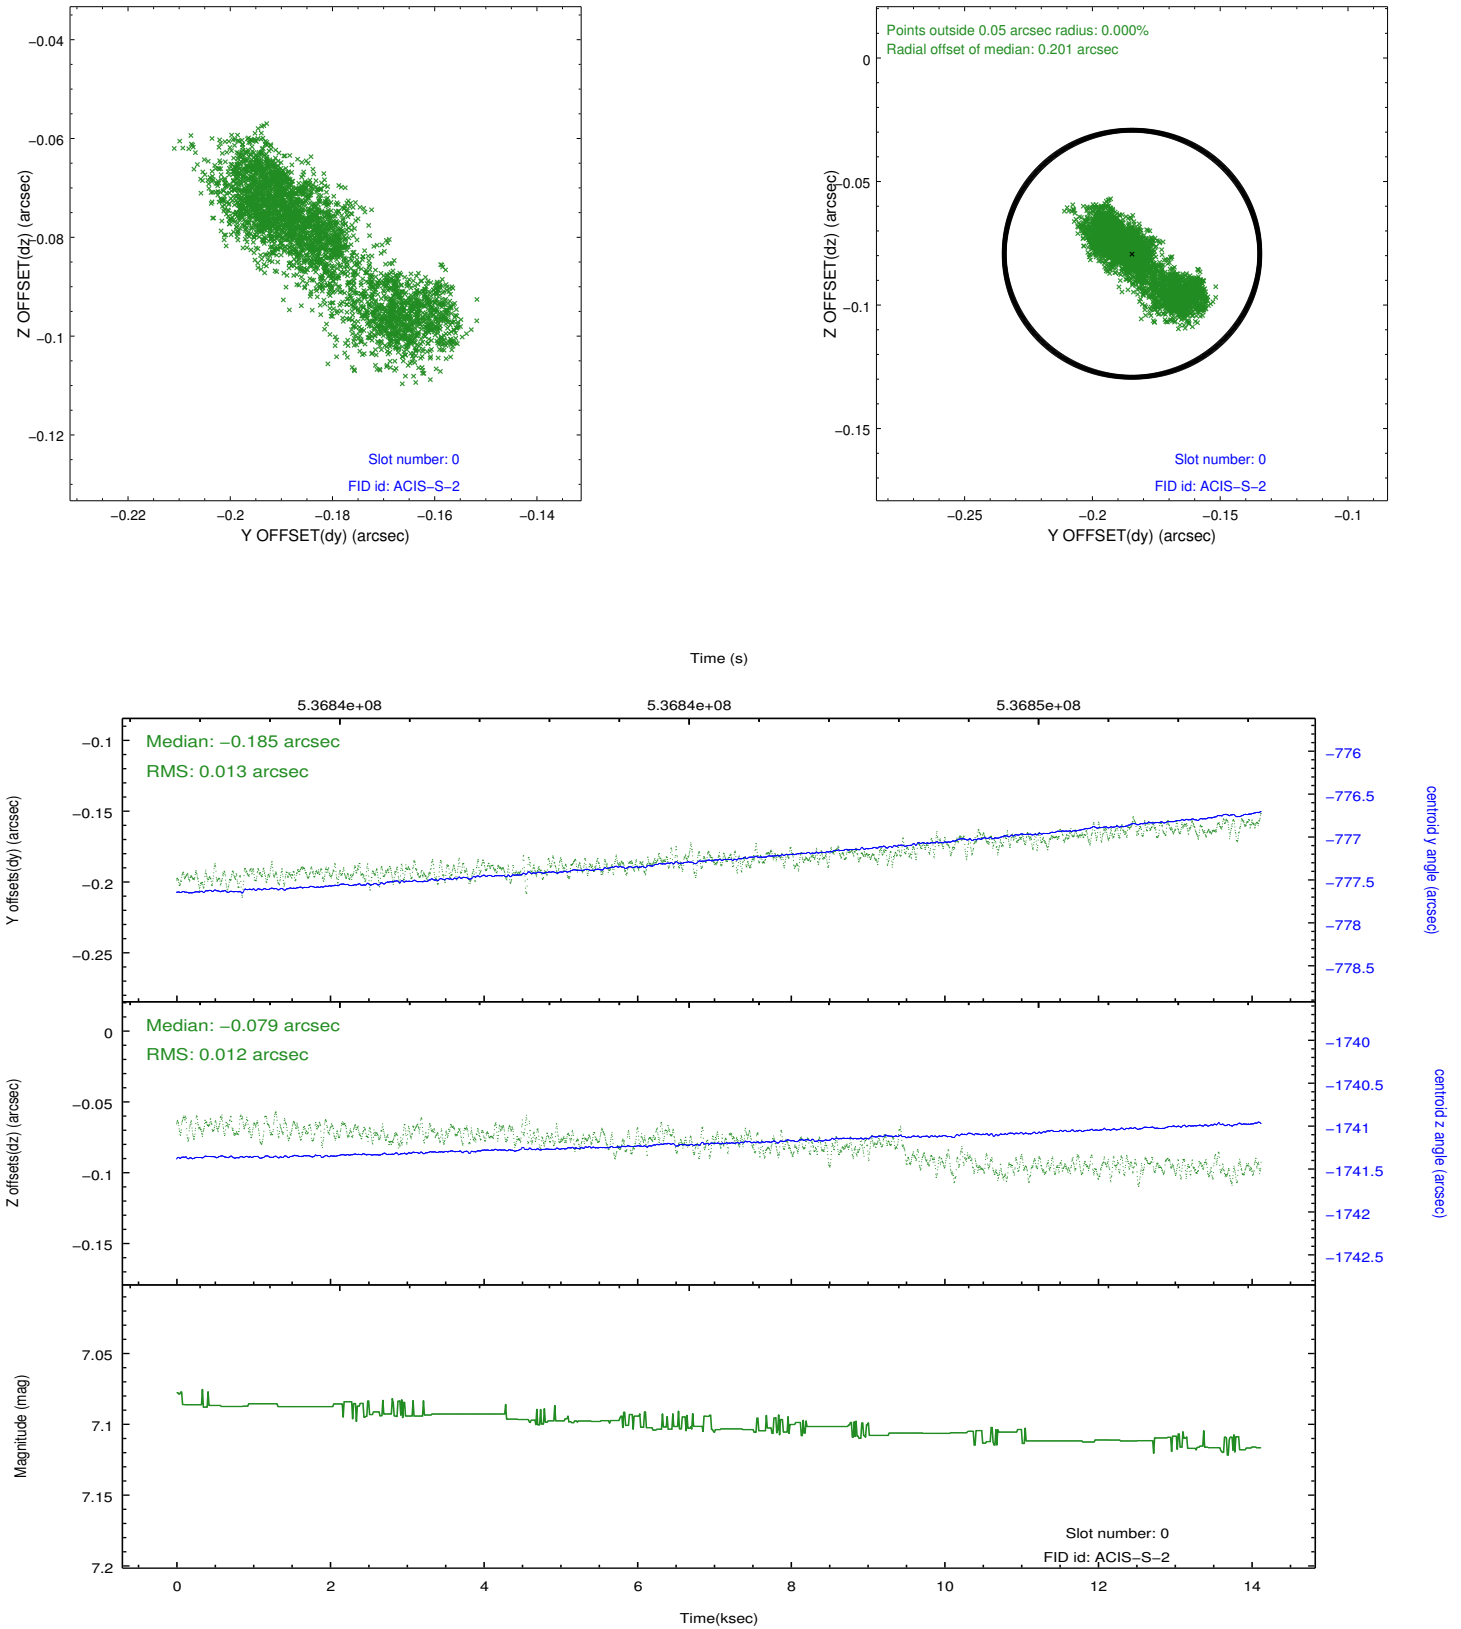 −0.04
−0.06
−0.08
−0.1
−0.12
Z OFFSET(dz) (arcsec)
Slot number: 0
FID id: ACIS−S−2
−0.22
−0.2
−0.18
−0.16
−0.14
Y OFFSET(dy) (arcsec)
Points outside 0.05 arcsec radius: 0.000%
Radial offset of median: 0.201 arcsec
0
−0.05
−0.1
−0.15
Z OFFSET(dz) (arcsec)
Slot number: 0
FID id: ACIS−S−2
−0.25
−0.2
−0.15
−0.1
Y OFFSET(dy) (arcsec)
Time (s)
5.3684e+08
5.3684e+08
5.3685e+08
Median: −0.185 arcsec
RMS: 0.013 arcsec
−0.1
−0.15
−0.2
−0.25
Y offsets(dy) (arcsec)
−776
−776.5
−777
−777.5
−778
−778.5
centroid y angle (arcsec)
Median: −0.079 arcsec
RMS: 0.012 arcsec
0
−0.05
−0.1
−0.15
Z offsets(dz) (arcsec)
−1740
−1740.5
−1741
−1741.5
−1742
−1742.5
centroid z angle (arcsec)
7.05
7.1
7.15
7.2
Magnitude (mag)
Slot number: 0
FID id: ACIS−S−2
0
2
4
6
8
10
12
14
Time(ksec)